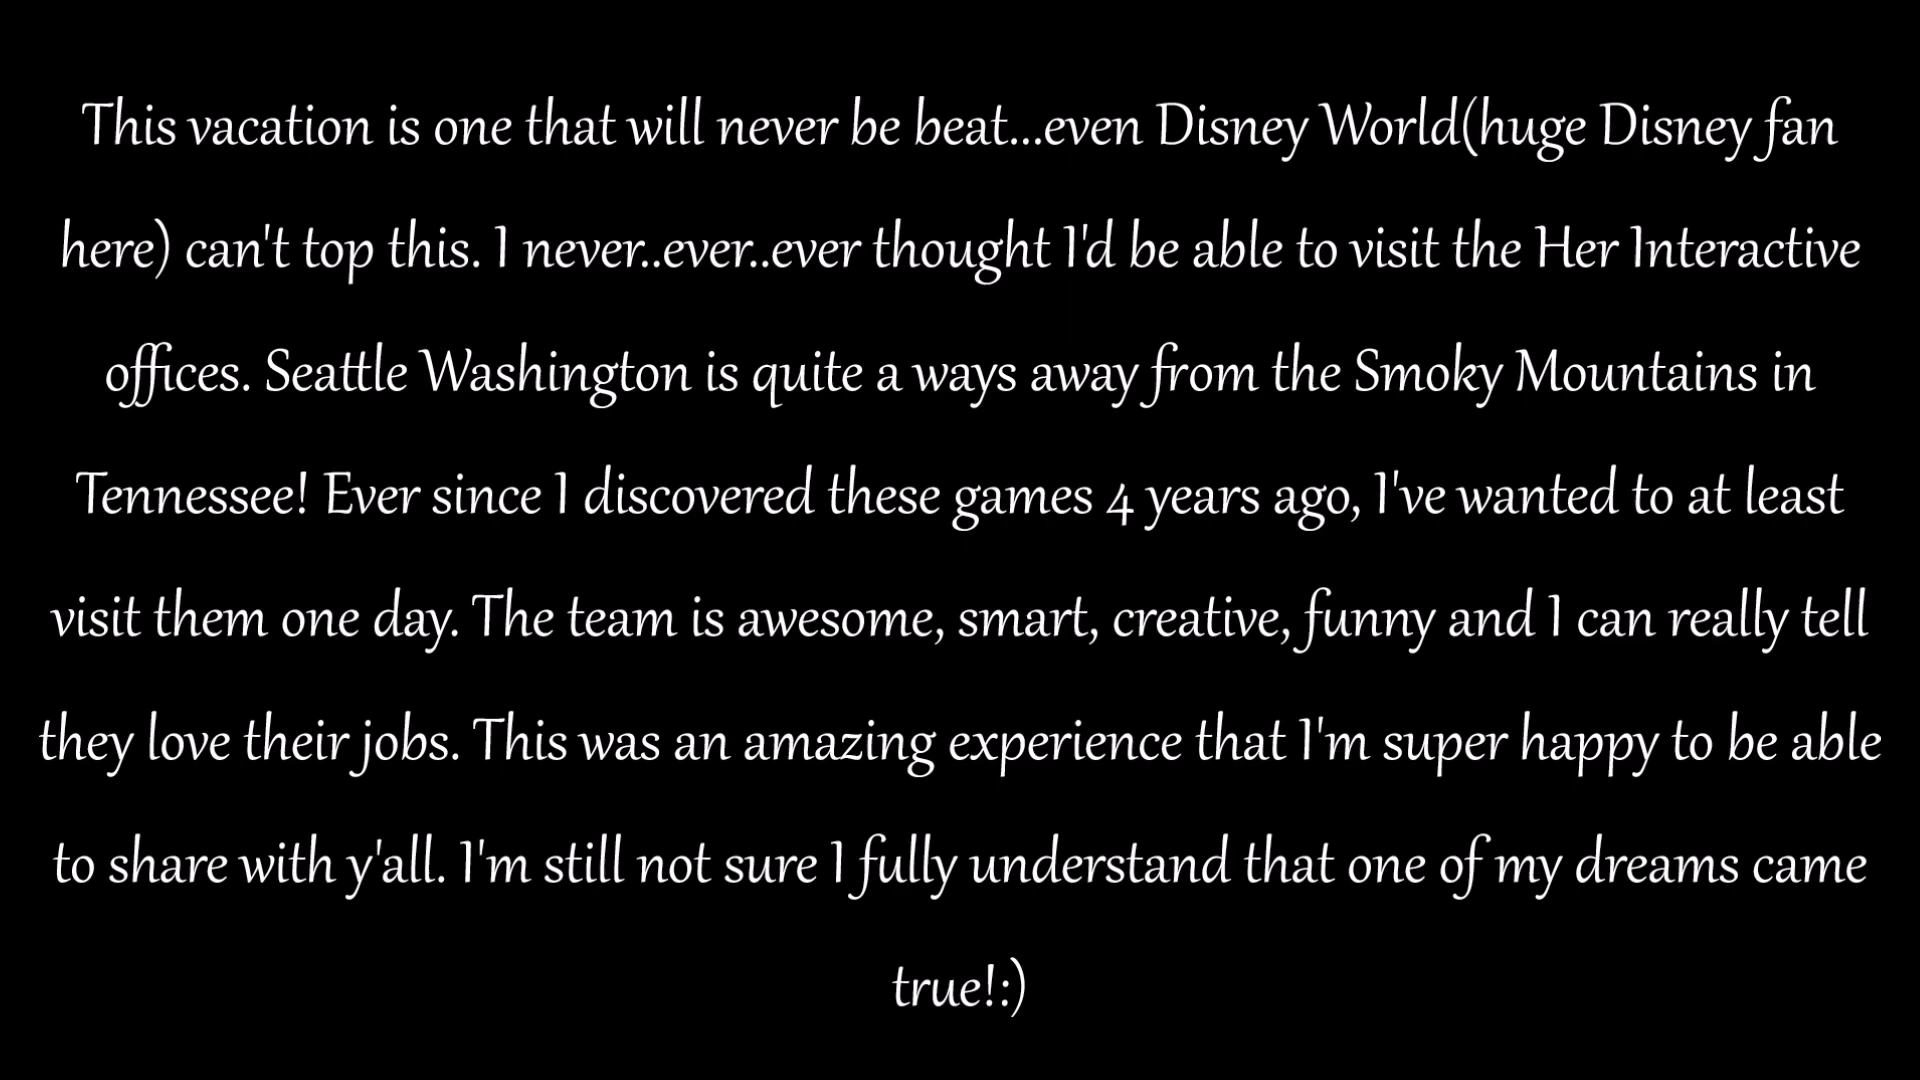 This vacation is one that will never be beat...even Disney World(huge Disney fan
here) can't top this. I never..ever..ever thought I'd be able to visit the Her Interactive
offices. Seattle Washington is quite a ways away from the Smoky Mountains in
Tennessee! Ever since I discovered these games 4 years ago, I've wanted to at least
visit them one day. The team is awesome, smart, creative, funny and I can really tell
they love their jobs. This was an amazing experience that I'm super happy to be able
to share with y'all. I'm still not sure I fully understand that one of my dreams came
true!:)